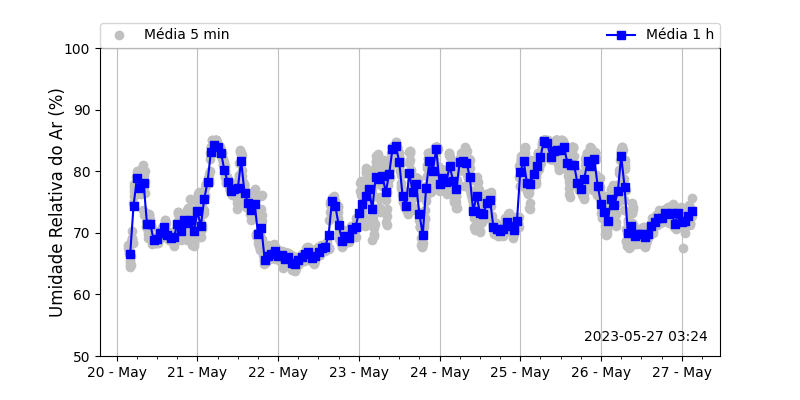 Média 5 min
Média 1 h
100
90
80
70
60
50
Umidade Relativa do Ar (%)
2023-05-27 03:24
20 - May
21 - May
22 - May
23 - May
24 - May
25 - May
26 - May
27 - May